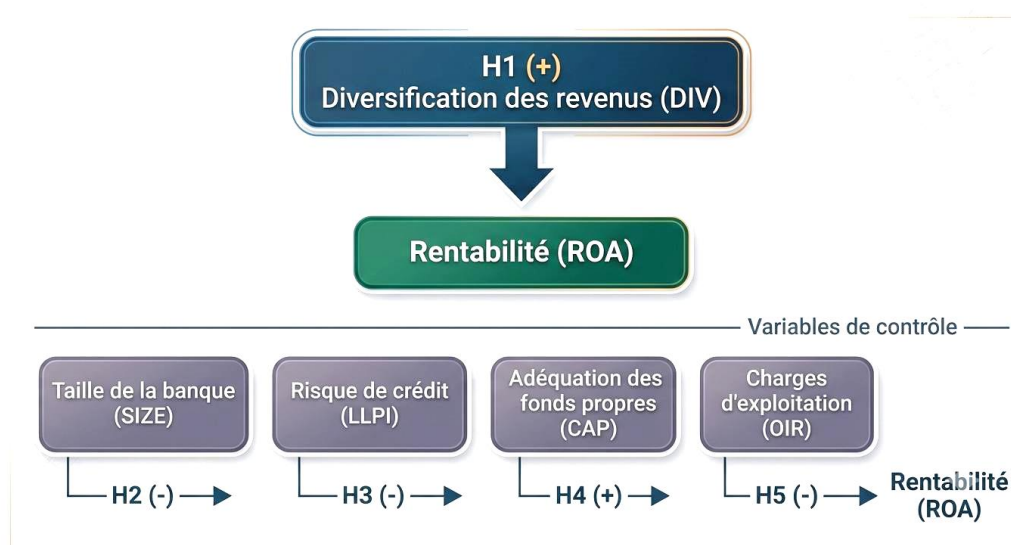 H1 (+)
Diversification des revenus (DIV)
Rentabilité (ROA)
Variables de contrôle
Taille de la banque
(SIZE)
Risque de crédit
(LLPI)
Adéquation des
fonds propres
(CAP)
Charges
d'exploitation
(OIR)
H2 (-)
H3 (-)
H4 (+)
H5 (-)
Rentabilité
(ROA)